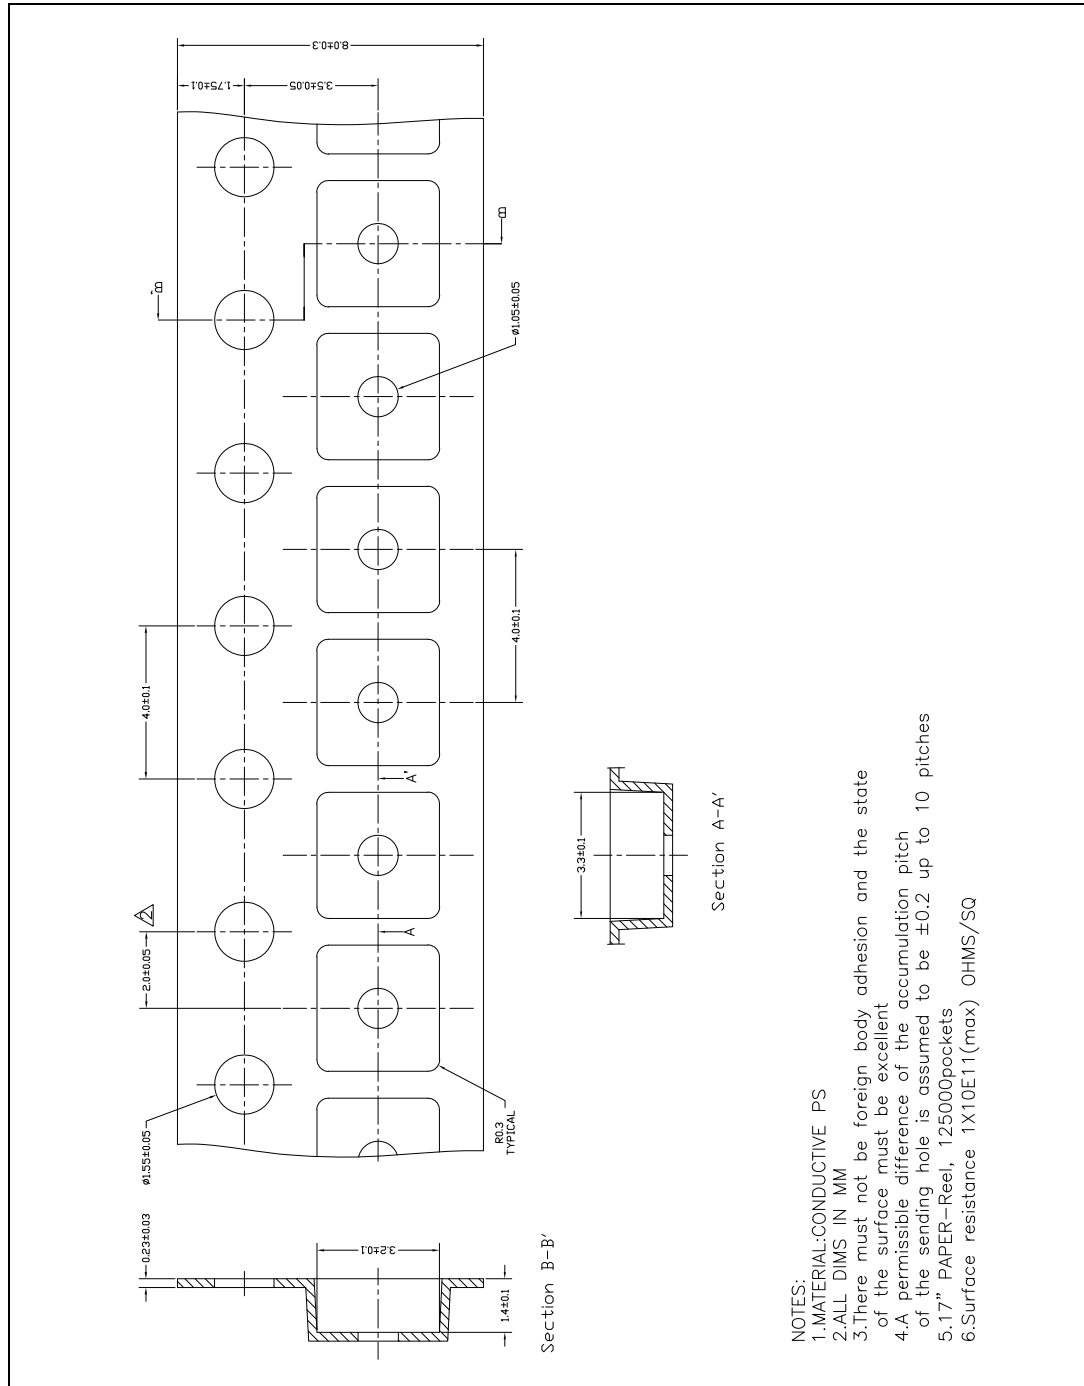 8.0±0.3
1.75±0.1
3.5±0.05
B
B'
ø1.05±0.05
4.0±0.1
4.0±0.1
A'
A
2
2.0±0.05
ø1.55±0.05
R0.3
TYPICAL
3.3±0.1
Section A-A'
0.23±0.03
3.2±0.1
1.4±0.1
Section B-B'
NOTES:
1.MATERIAL:CONDUCTIVE PS
2.ALL DIMS IN MM
3.There must not be foreign body adhesion and the state
of the surface must be excellent
4.A permissible difference of the accumulation pitch
of the sending hole is assumed to be ±0.2 up to 10 pitches
5.17" PAPER-Reel, 125000pockets
6.Surface resistance 1X10E11(max) OHMS/SQ